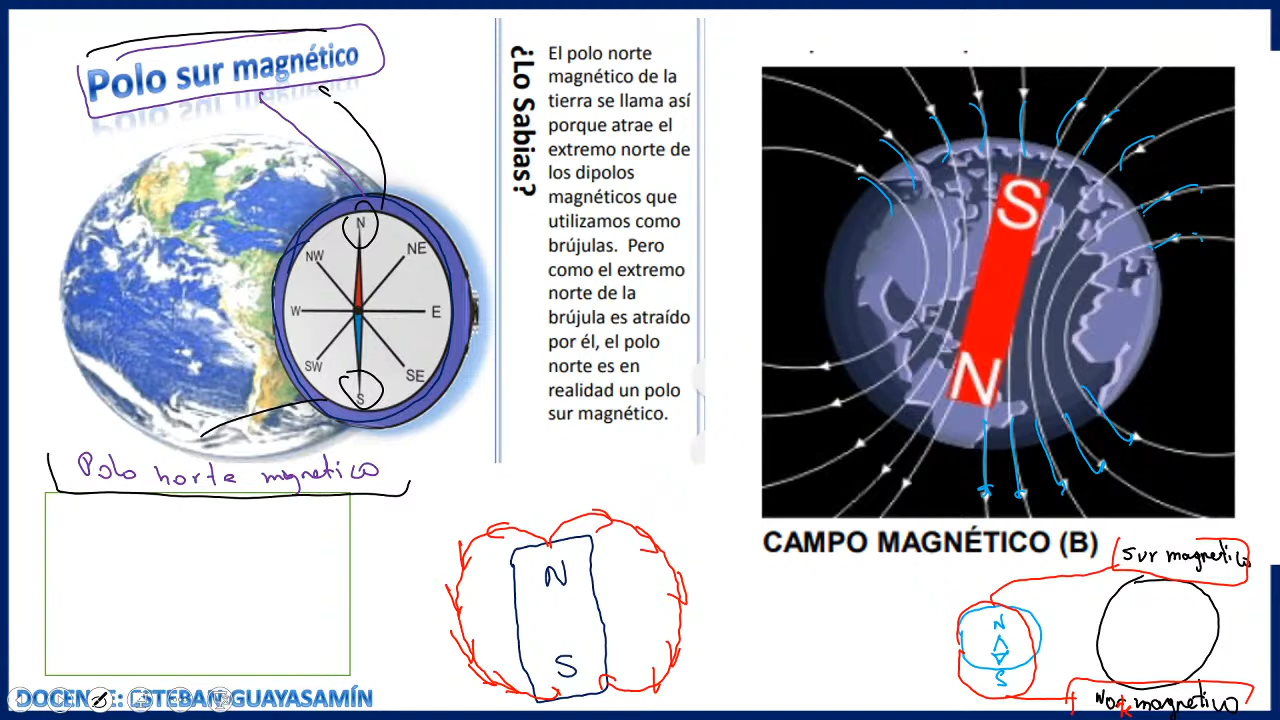 Polo sur magnético
N
NE
E
SE
S
SW
W
NW
Polo norte magnetico
¿Lo Sabias?
El polo norte
magnético de la
tierra se llama así
porque atrae el
extremo norte de
los dipolos
magnéticos que
utilizamos como
brújulas. Pero
como el extremo
norte de la
brújula es atraído
por él, el polo
norte es en
realidad un polo
sur magnético.
S
N
CAMPO MAGNÉTICO (B)
N
S
sur magnetico
N
S
magnetico
DOCENTE: ESTEBAN GUAYASAMÍN